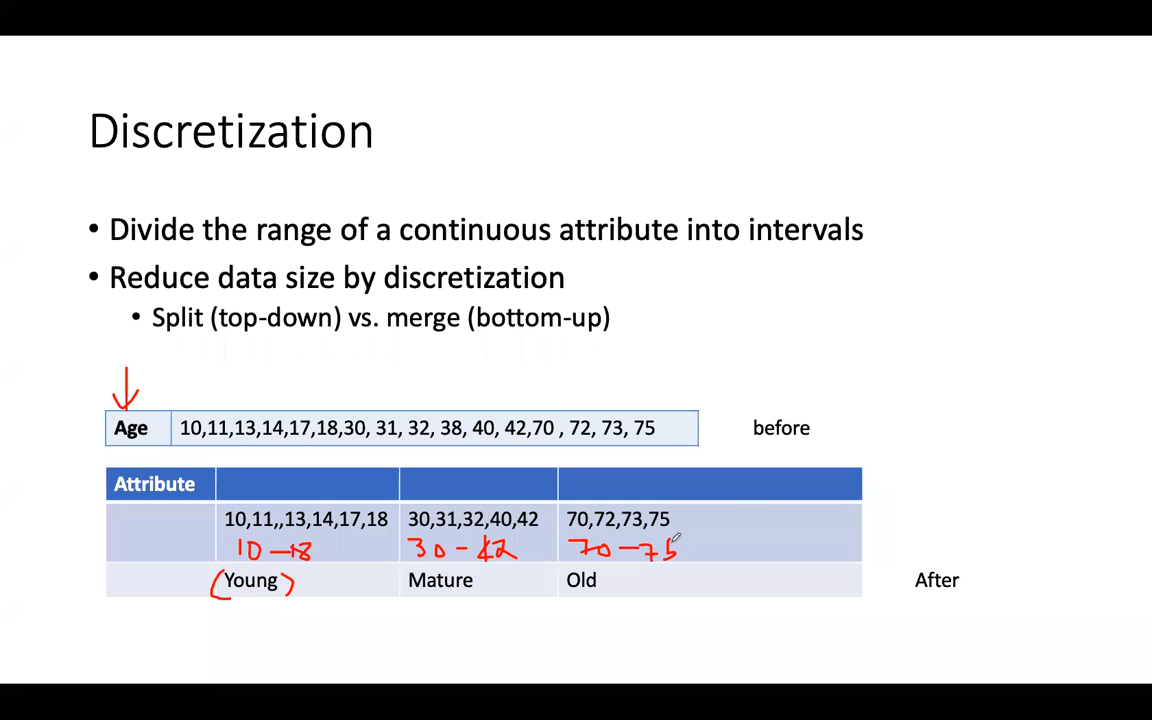 Discretization
• Divide the range of a continuous attribute into intervals
• Reduce data size by discretization
• Split (top-down) vs. merge (bottom-up)
Age 10,11,13,14,17,18,30, 31, 32, 38, 40, 42,70 , 72, 73, 75 before
Attribute
10,11,,13,14,17,18 30,31,32,40,42 70,72,73,75
10-18 30-42 70-75
(Young) Mature Old After